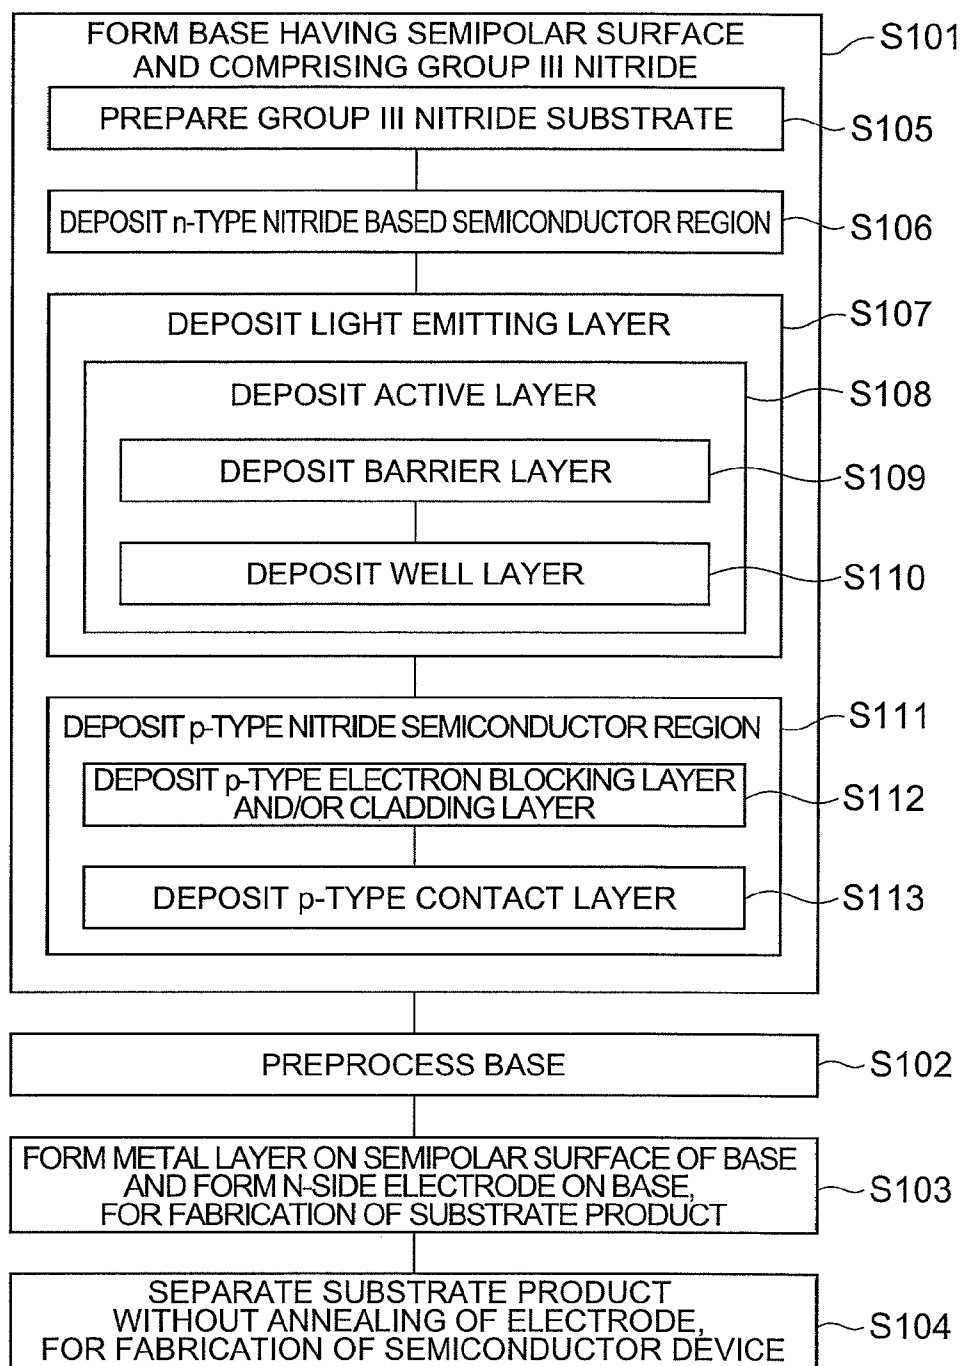 FORM BASE HAVING SEMIPOLAR SURFACE
AND COMPRISING GROUP III NITRIDE
S101
PREPARE GROUP III NITRIDE SUBSTRATE
S105
DEPOSIT n-TYPE NITRIDE BASED SEMICONDUCTOR REGION
S106
DEPOSIT LIGHT EMITTING LAYER
S107
DEPOSIT ACTIVE LAYER
S108
DEPOSIT BARRIER LAYER
S109
DEPOSIT WELL LAYER
S110
DEPOSIT p-TYPE NITRIDE SEMICONDUCTOR REGION
S111
DEPOSIT p-TYPE ELECTRON BLOCKING LAYER
AND/OR CLADDING LAYER
S112
DEPOSIT p-TYPE CONTACT LAYER
S113
PREPROCESS BASE
S102
FORM METAL LAYER ON SEMIPOLAR SURFACE OF BASE
AND FORM N-SIDE ELECTRODE ON BASE,
FOR FABRICATION OF SUBSTRATE PRODUCT
S103
SEPARATE SUBSTRATE PRODUCT
WITHOUT ANNEALING OF ELECTRODE,
FOR FABRICATION OF SEMICONDUCTOR DEVICE
S104